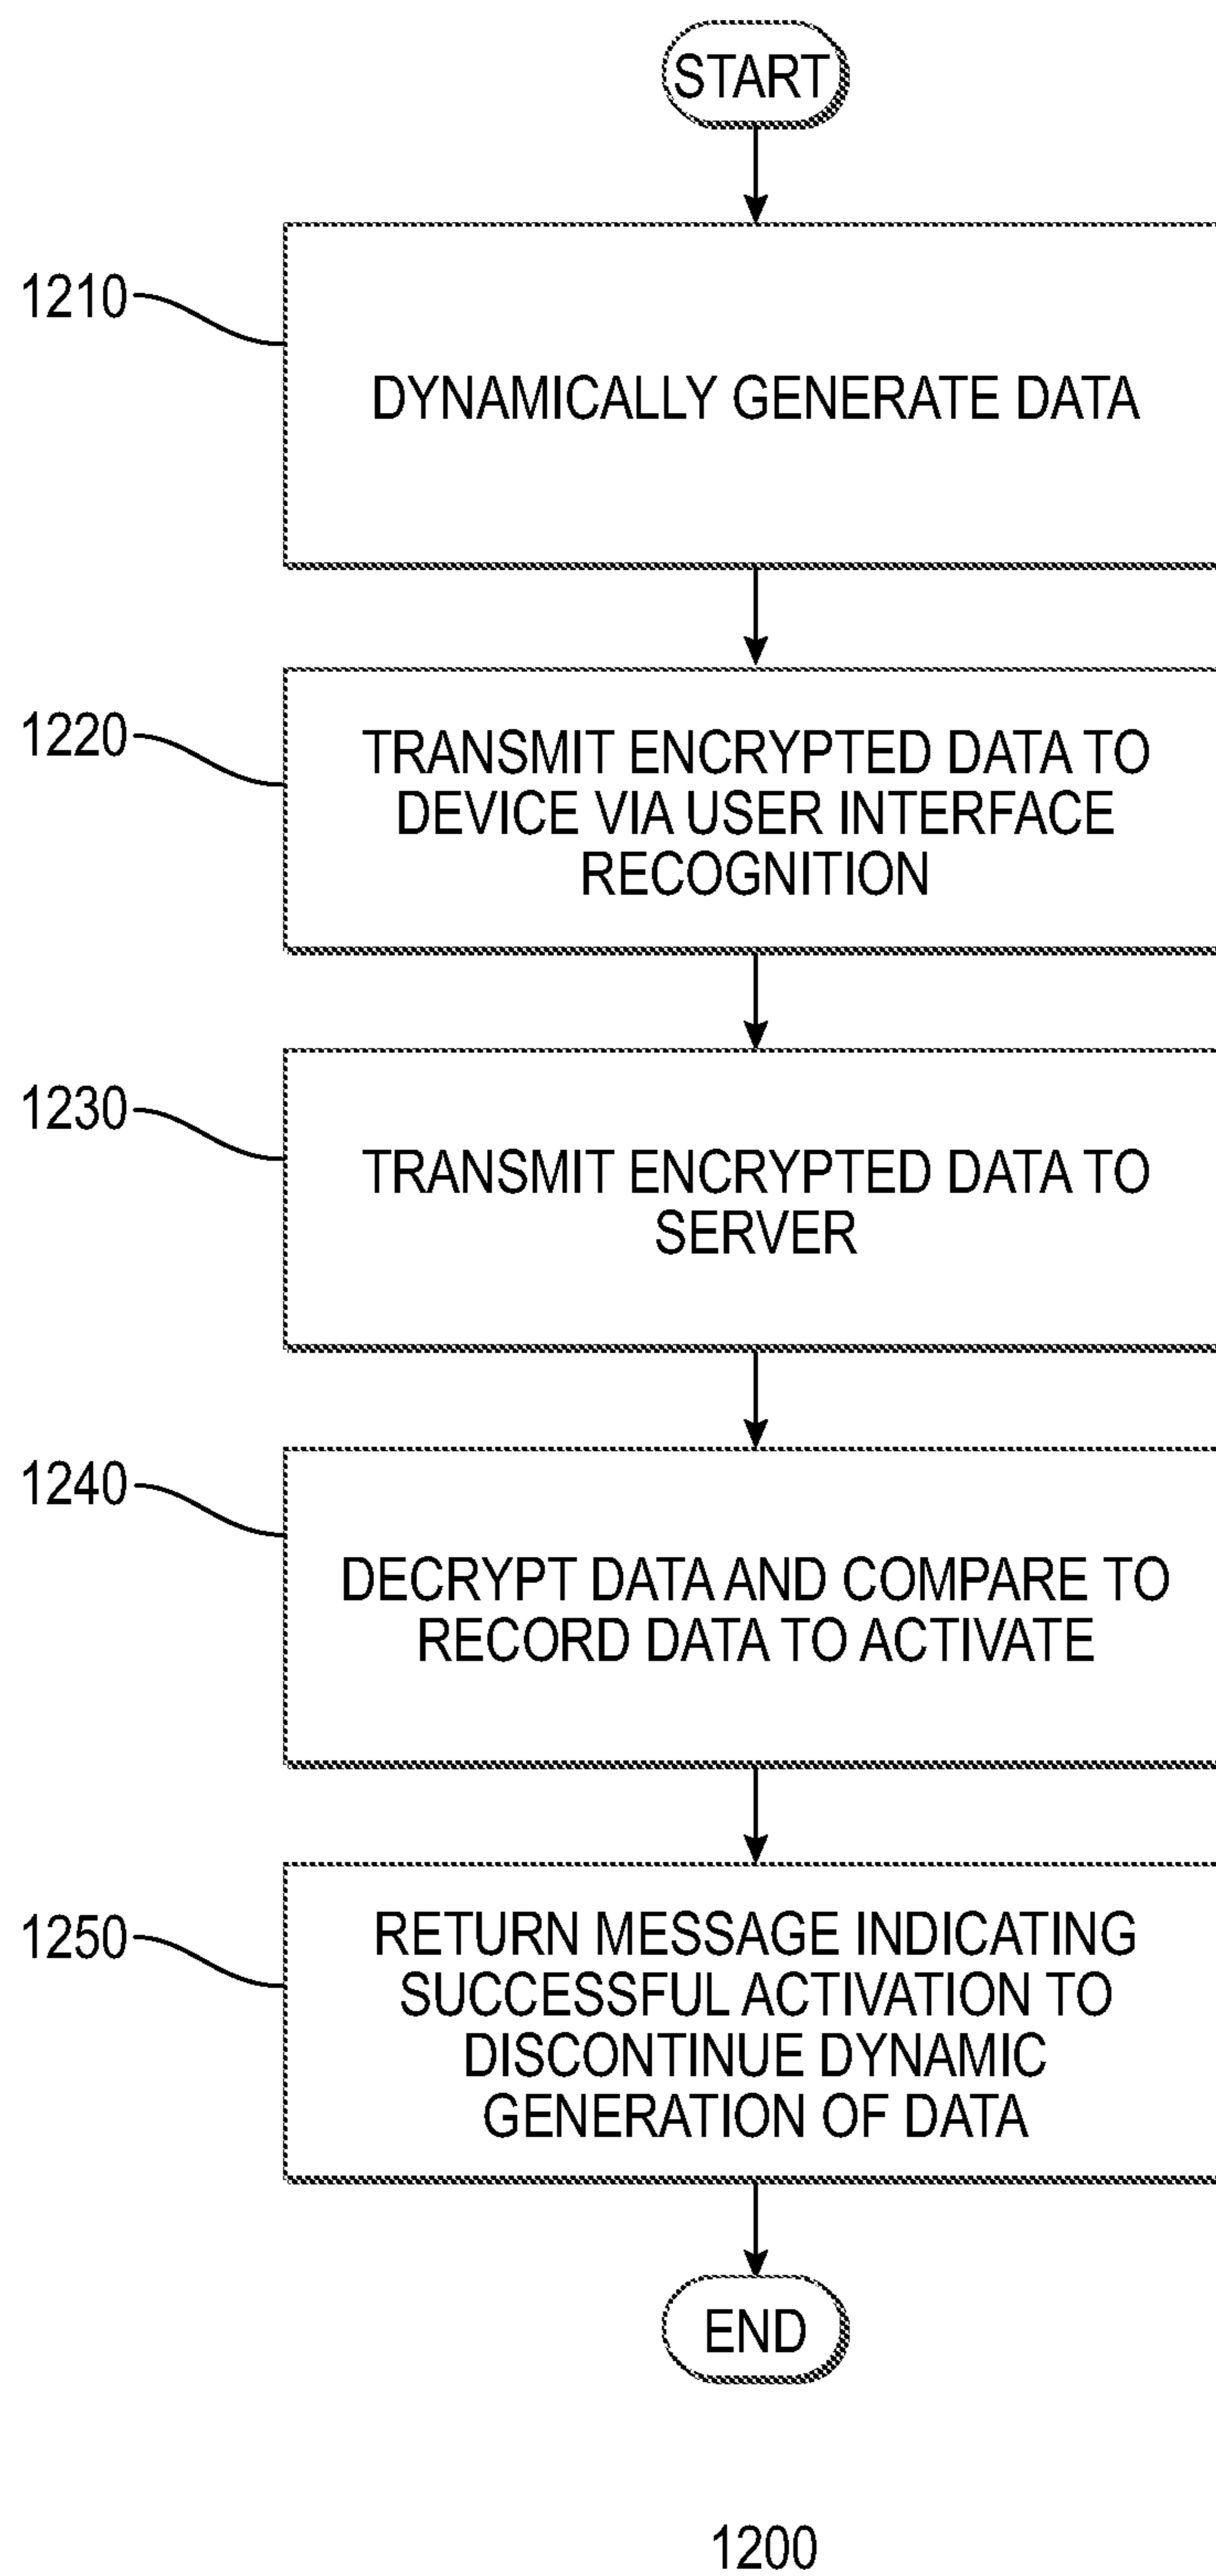 START
1210
DYNAMICALLY GENERATE DATA
1220
TRANSMIT ENCRYPTED DATA TO
DEVICE VIA USER INTERFACE
RECOGNITION
1230
TRANSMIT ENCRYPTED DATA TO
SERVER
1240
DECRYPT DATA AND COMPARE TO
RECORD DATA TO ACTIVATE
1250
RETURN MESSAGE INDICATING
SUCCESSFUL ACTIVATION TO
DISCONTINUE DYNAMIC
GENERATION OF DATA
END
1200